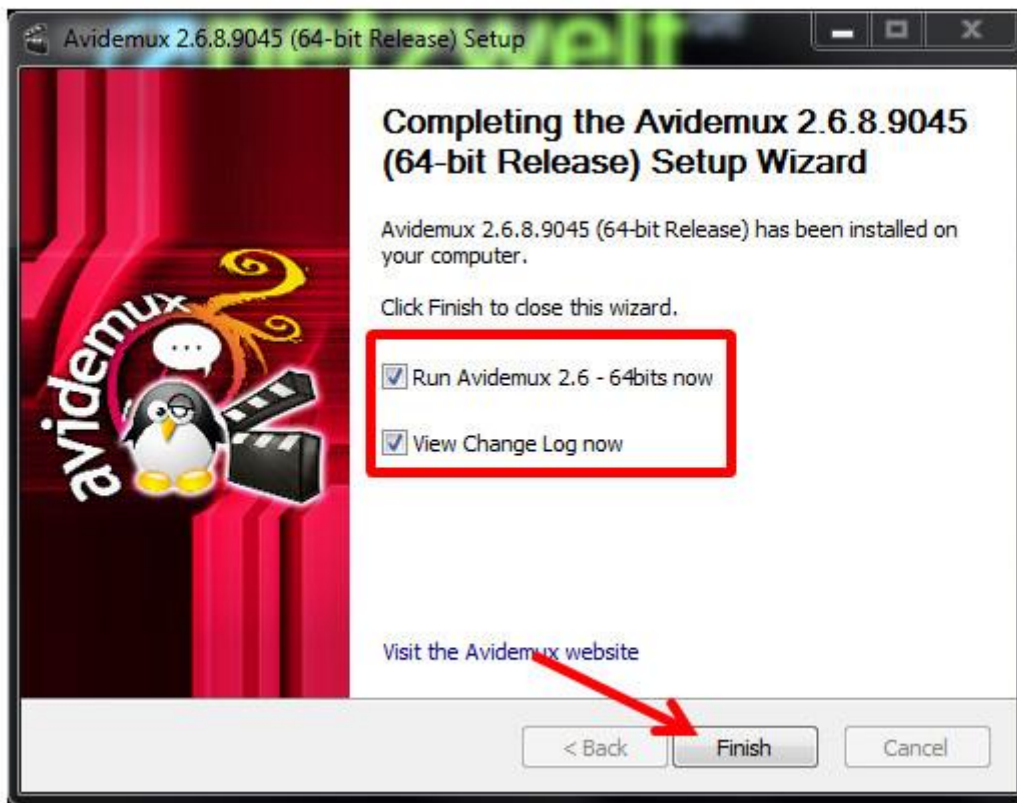 Avidemux 2.6.8.9045 (64-bit Release) Setup
netzwelt
Completing the Avidemux 2.6.8.9045
(64-bit Release) Setup Wizard
Avidemux 2.6.8.9045 (64-bit Release) has been installed on
your computer.
Click Finish to close this wizard.
Run Avidemux 2.6 - 64bits now
View Change Log now
avidemux
...
Visit the Avidemux website
< Back
Finish
Cancel